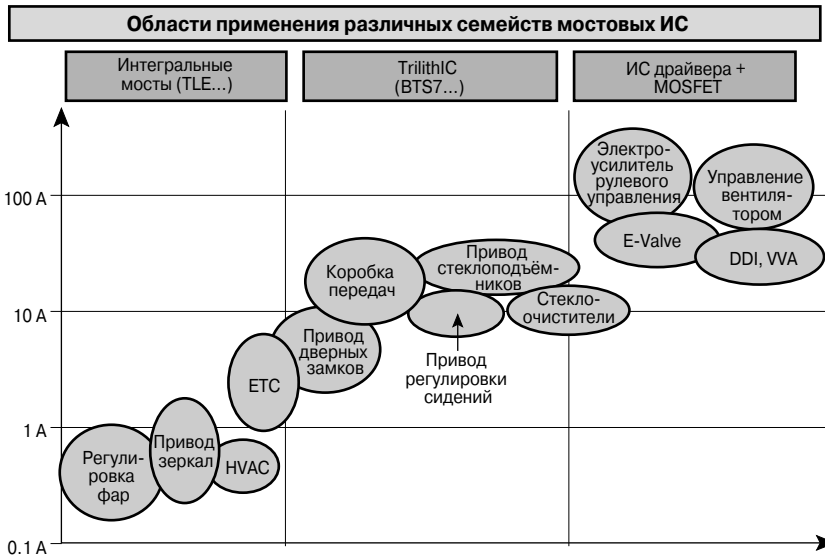 Области применения различных семейств мостовых ИС
Интегральные
мосты (TLE...)
TrilithIC
(BTS7...)
ИС драйвера +
MOSFET
100 A
10 A
1 A
0.1 A
Электро-
усилитель
рулевого
управления
Управление
вентиля-
тором
E-Valve
DDI, VVA
Коробка
передач
Привод
стеклоподъём-
ников
Стекло-
очистители
Привод
дверных
замков
Привод
регулировки
сидений
ETC
Регули-
ровка
фар
Привод
зеркал
HVAC